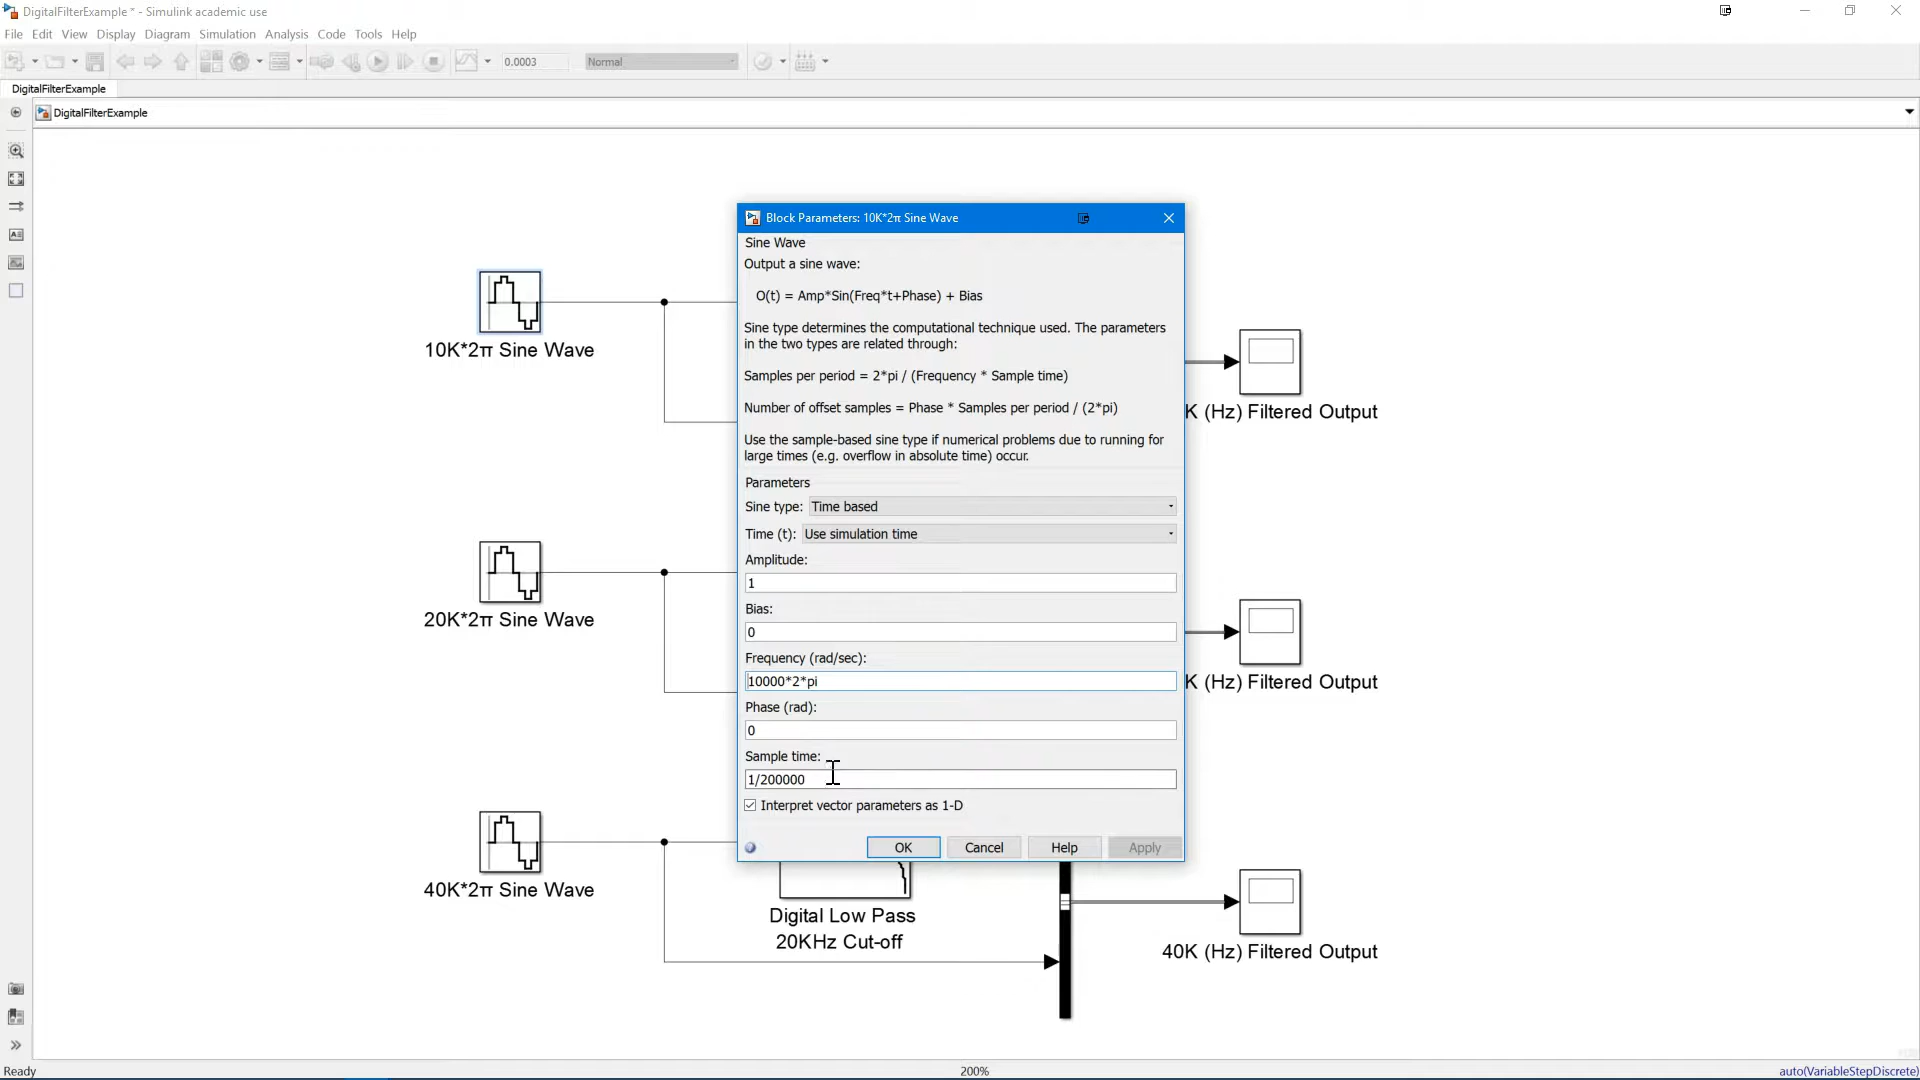 DigitalFilterExample * - Simulink academic use
File Edit View Display Diagram Simulation Analysis Code Tools Help
0.0003 Normal
DigitalFilterExample
DigitalFilterExample
Block Parameters: 10K*2π Sine Wave
Sine Wave
Output a sine wave:
O(t) = Amp*Sin(Freq*t+Phase) + Bias
Sine type determines the computational technique used. The parameters
in the two types are related through:
Samples per period = 2*pi / (Frequency * Sample time)
Number of offset samples = Phase * Samples per period / (2*pi)
Use the sample-based sine type if numerical problems due to running for
large times (e.g. overflow in absolute time) occur.
Parameters
Sine type: Time based
Time (t): Use simulation time
Amplitude:
1
Bias:
0
Frequency (rad/sec):
10000*2*pi
Phase (rad):
0
Sample time:
1/200000
Interpret vector parameters as 1-D
OK Cancel Help Apply
10K*2π Sine Wave
K (Hz) Filtered Output
20K*2π Sine Wave
K (Hz) Filtered Output
40K*2π Sine Wave
Digital Low Pass
20KHz Cut-off
40K (Hz) Filtered Output
Ready 200% auto(VariableStepDiscrete)